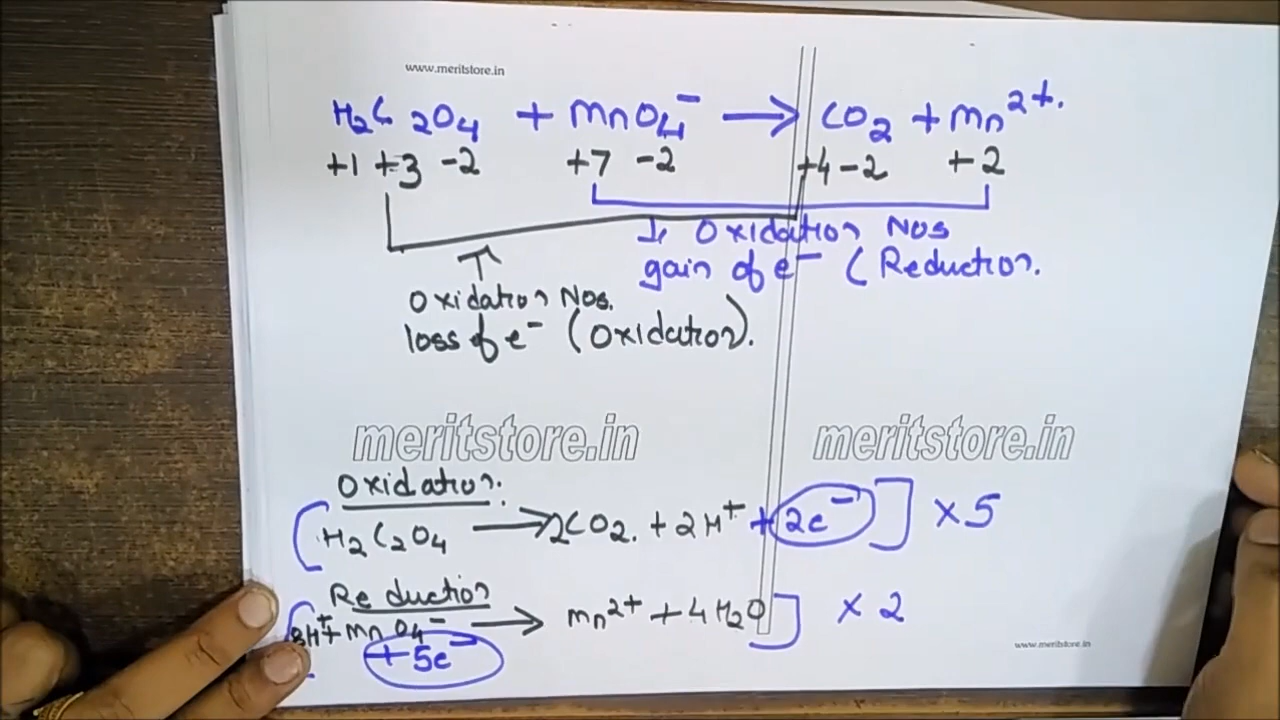 www.meritstore.in
H₂C₂O₄ + MnO₄⁻ → CO₂ + Mn²⁺.
+1 +3 -2 +7 -2 +4 -2 +2
Oxidation Nos
gain of e⁻ (Reduction.
Oxidation Nos.
loss of e⁻ (Oxidation).
meritstore.in meritstore.in
Oxidation.
[H₂C₂O₄ → 2CO₂. + 2H⁺ + 2e⁻] × 5
Reduction
[8H⁺ + MnO₄⁻ → Mn²⁺ + 4H₂O] × 2
+ 5e⁻
www.meritstore.in